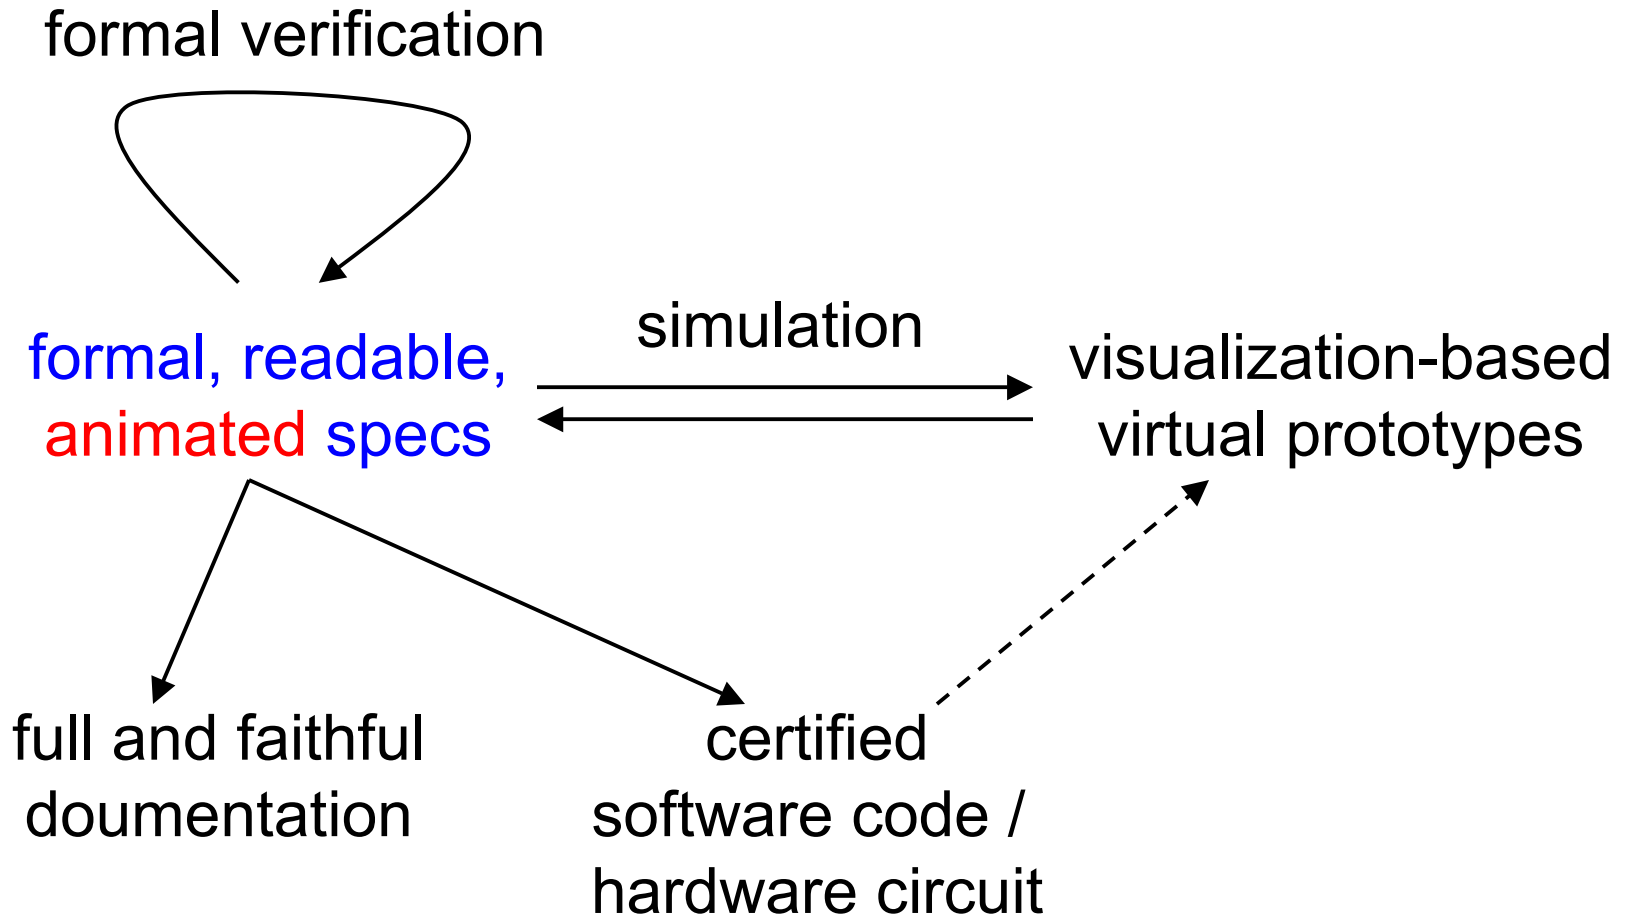 formal verification
simulation
formal, readable,
animated specs
visualization-based
virtual prototypes
full and faithful
doumentation
certified
software code /
hardware circuit